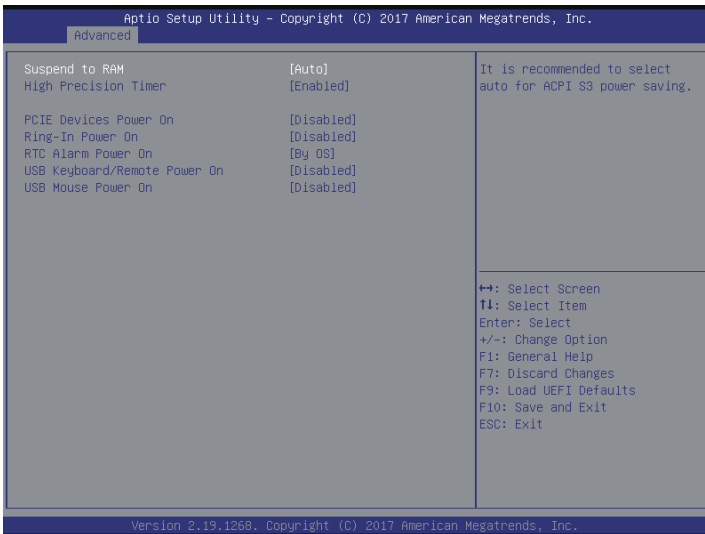 Aptio Setup Utility – Copyright (C) 2017 American Megatrends, Inc.
Advanced
Suspend to RAM [Auto]
High Precision Timer [Enabled]
PCIE Devices Power On [Disabled]
Ring-In Power On [Disabled]
RTC Alarm Power On [By OS]
USB Keyboard/Remote Power On [Disabled]
USB Mouse Power On [Disabled]
It is recommended to select
auto for ACPI S3 power saving.
↔: Select Screen
↑↓: Select Item
Enter: Select
+/-: Change Option
F1: General Help
F7: Discard Changes
F9: Load UEFI Defaults
F10: Save and Exit
ESC: Exit
Version 2.19.1268. Copyright (C) 2017 American Megatrends, Inc.